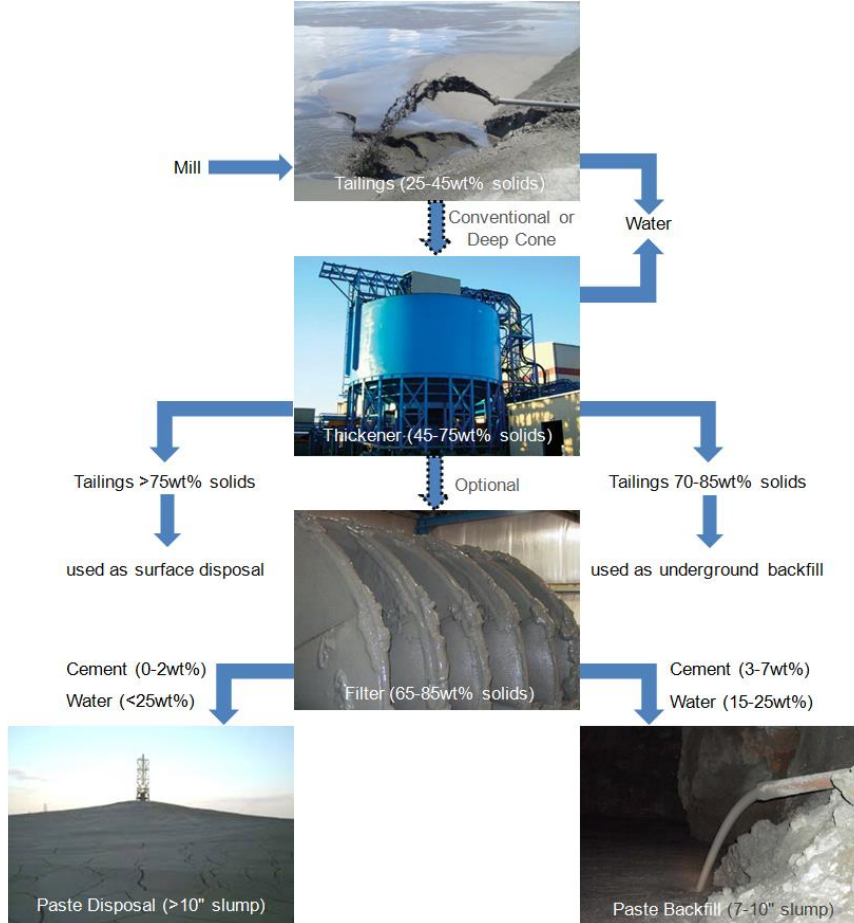 Mill
Tailings (25-45wt% solids)
Conventional or
Deep Cone
Water
Thickener (45-75wt% solids)
Tailings >75wt% solids
Optional
Tailings 70-85wt% solids
used as surface disposal
used as underground backfill
Cement (0-2wt%)
Water (<25wt%)
Filter (65-85wt% solids)
Cement (3-7wt%)
Water (15-25wt%)
Paste Disposal (>10" slump)
Paste Backfill (7-10" slump)